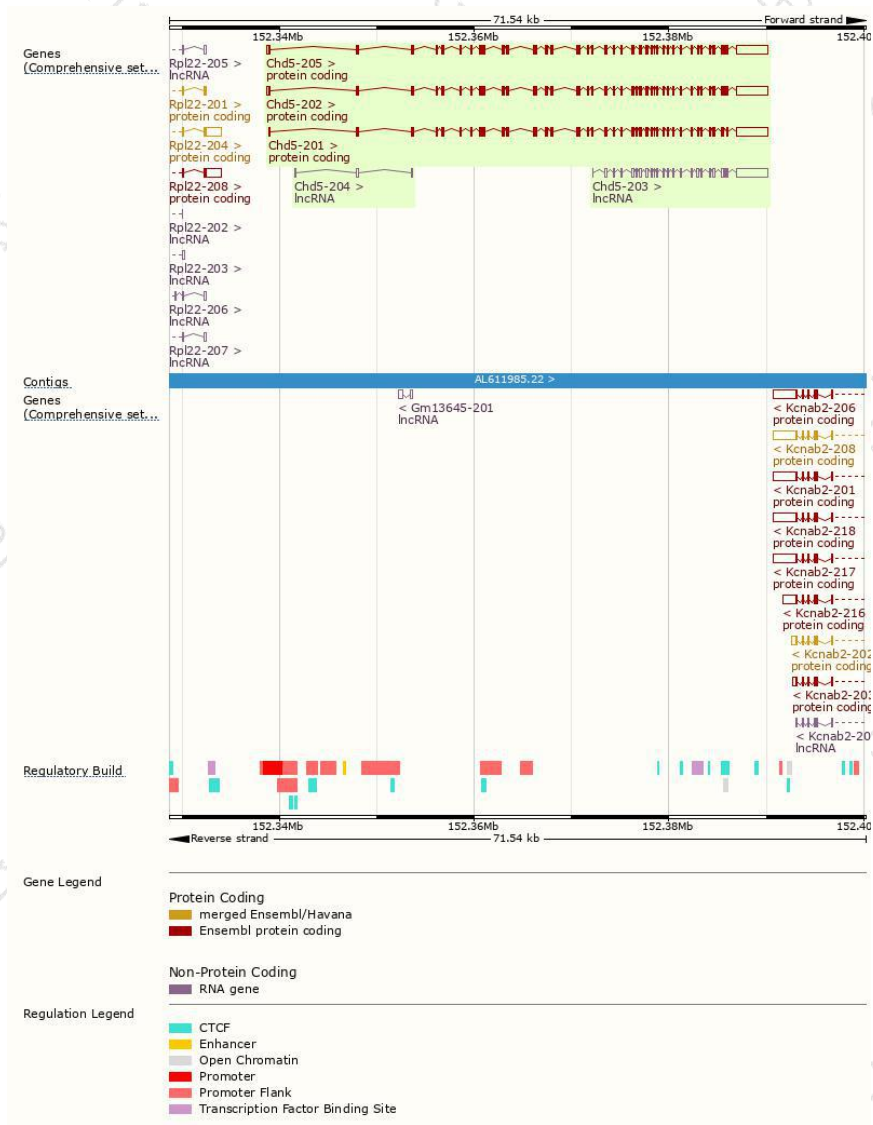 71.54 kb
Forward strand
152.34Mb 152.36Mb 152.38Mb 152.40
Genes
(Comprehensive set...
Rpl22-205 >
lncRNA
Rpl22-201 >
protein coding
Rpl22-204 >
protein coding
Rpl22-208 >
protein coding
Rpl22-202 >
lncRNA
Rpl22-203 >
lncRNA
Rpl22-206 >
lncRNA
Rpl22-207 >
lncRNA
Chd5-205 >
protein coding
Chd5-202 >
protein coding
Chd5-201 >
protein coding
Chd5-204 >
lncRNA
Chd5-203 >
lncRNA
Contigs
AL611985.22 >
Genes
(Comprehensive set...
< Gm13645-201
lncRNA
< Kcnab2-206
protein coding
< Kcnab2-208
protein coding
< Kcnab2-201
protein coding
< Kcnab2-218
protein coding
< Kcnab2-217
protein coding
< Kcnab2-216
protein coding
< Kcnab2-202
protein coding
< Kcnab2-203
protein coding
< Kcnab2-20
lncRNA
Regulatory Build
152.34Mb 152.36Mb 152.38Mb 152.40
Reverse strand
71.54 kb
Gene Legend
Protein Coding
merged Ensembl/Havana
Ensembl protein coding
Non-Protein Coding
RNA gene
Regulation Legend
CTCF
Enhancer
Open Chromatin
Promoter
Promoter Flank
Transcription Factor Binding Site